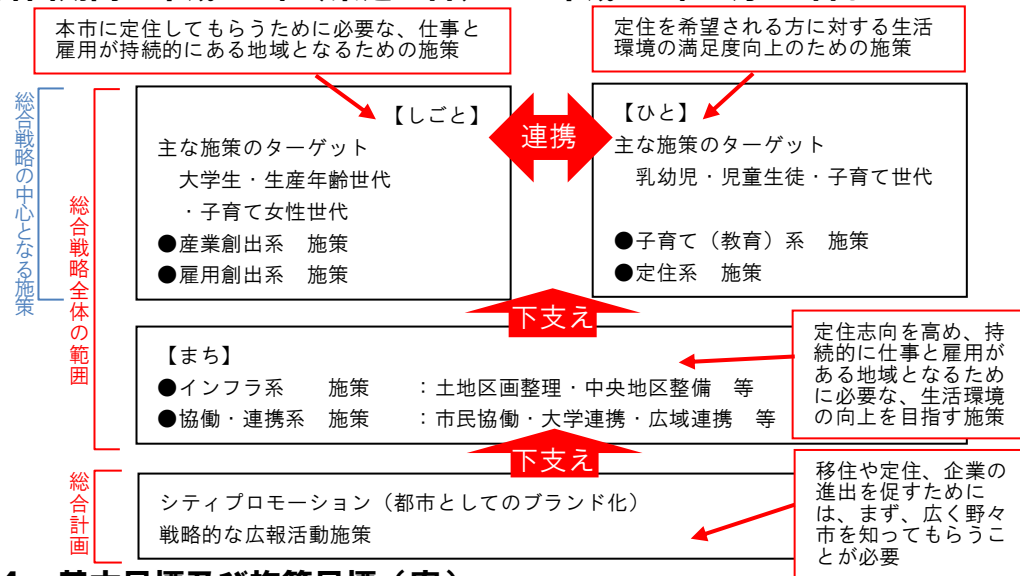 本市に定住してもらうために必要な、仕事と
雇用が持続的にある地域となるための施策
定住を希望される方に対する生活
環境の満足度向上のための施策
総合戦略の中心となる施策
総合戦略全体の範囲
【しごと】
主な施策のターゲット
大学生・生産年齢世代
・子育て女性世代
●産業創出系　施策
●雇用創出系　施策
連携
【ひと】
主な施策のターゲット
乳幼児・児童生徒・子育て世代
●子育て（教育）系　施策
●定住系　施策
下支え
【まち】
●インフラ系　施策　：土地区画整理・中央地区整備　等
●協働・連携系　施策　：市民協働・大学連携・広域連携　等
定住志向を高め、持
続的に仕事と雇用が
ある地域となるため
に必要な、生活環境
の向上を目指す施策
下支え
総合計画
シティプロモーション（都市としてのブランド化）
戦略的な広報活動施策
移住や定住、企業の
進出を促すために
は、まず、広く野々
市を知ってもらうこ
とが必要